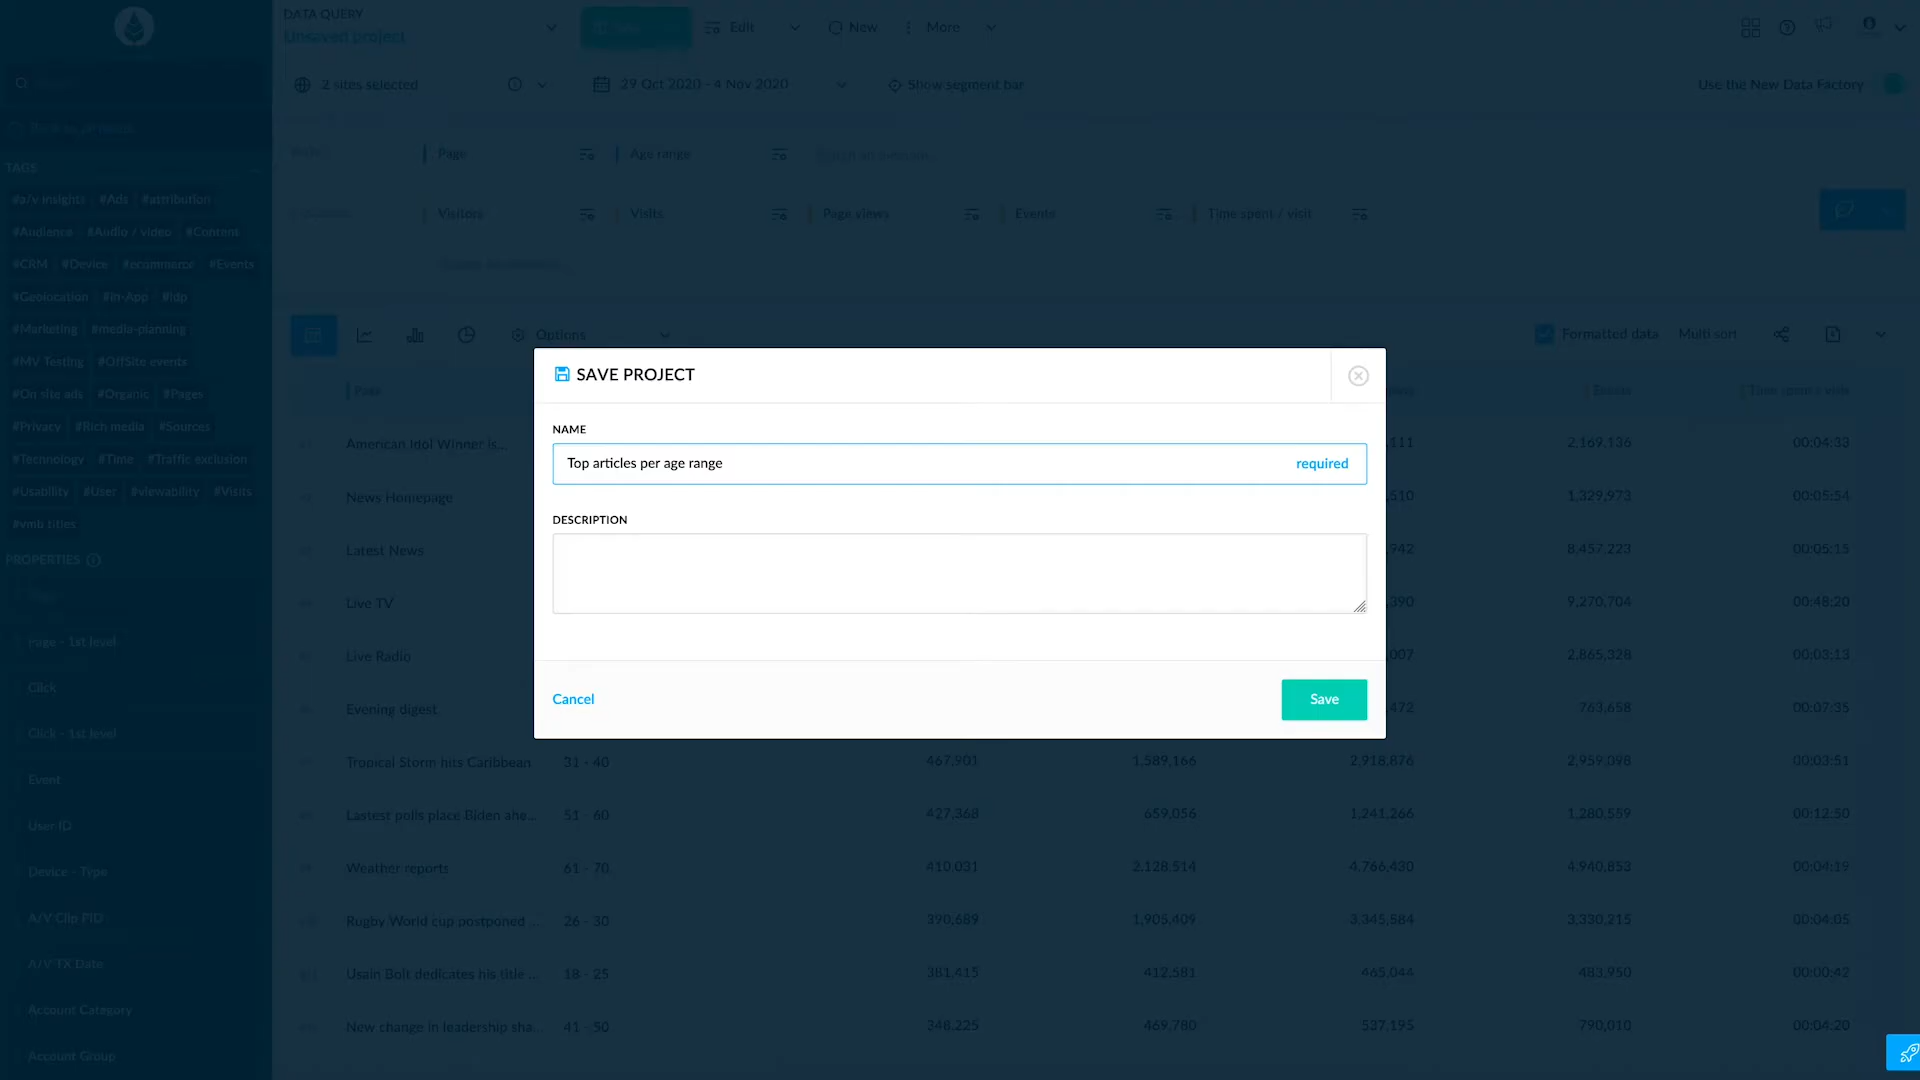 DATA QUERY
Unsaved project
Edit
New
More
2 sites selected
29 Oct 2020 - 4 Nov 2020
Show segment bar
Use the New Data Factory
TAGS
#a/v insights #Ads #attribution
#Audience #Audio / video #Content
#CRM #Device #ecommerce #Events
#Geolocation #In-App #ldp
#Marketing #media-planning
#MV Testing #OffSite events
#On site ads #Organic #Pages
#Privacy #Rich media #Sources
#Technology #Time #Traffic exclusion
#Usability #User #viewability #Visits
#vmb titles
PROPERTIES
Page - 1st level
Click
Click - 1st level
Event
User ID
Device - Type
A/V Clip PID
A/V TX Date
Account Category
Account Group
Page
Age range
Visitors
Visits
Page views
Events
Time spent / visit
Options
Formatted data
Multi sort
Page
Events
Time spent / visit
American Idol Winner is...
,111
2,169,136
00:04:33
News Homepage
,510
1,329,973
00:05:54
Latest News
,942
8,457,223
00:05:15
Live TV
,390
9,270,704
00:48:20
Live Radio
,007
2,865,328
00:03:13
Evening digest
,472
763,658
00:07:35
Tropical Storm hits Caribbean 31 - 40 467,901 1,589,166 2,918,876 2,959,098 00:03:51
Lastest polls place Biden ahe... 51 - 60 427,368 659,056 1,241,266 1,280,559 00:12:50
Weather reports 61 - 70 410,031 2,128,514 4,766,430 4,940,853 00:04:19
Rugby World cup postponed ... 26 - 30 390,689 1,905,409 3,345,584 3,330,215 00:04:05
Usain Bolt dedicates his title ... 18 - 25 381,415 412,581 465,044 483,950 00:00:42
New change in leadership sha... 41 - 50 348,225 469,780 537,195 790,010 00:04:20
SAVE PROJECT
NAME
Top articles per age range
required
DESCRIPTION
Cancel
Save